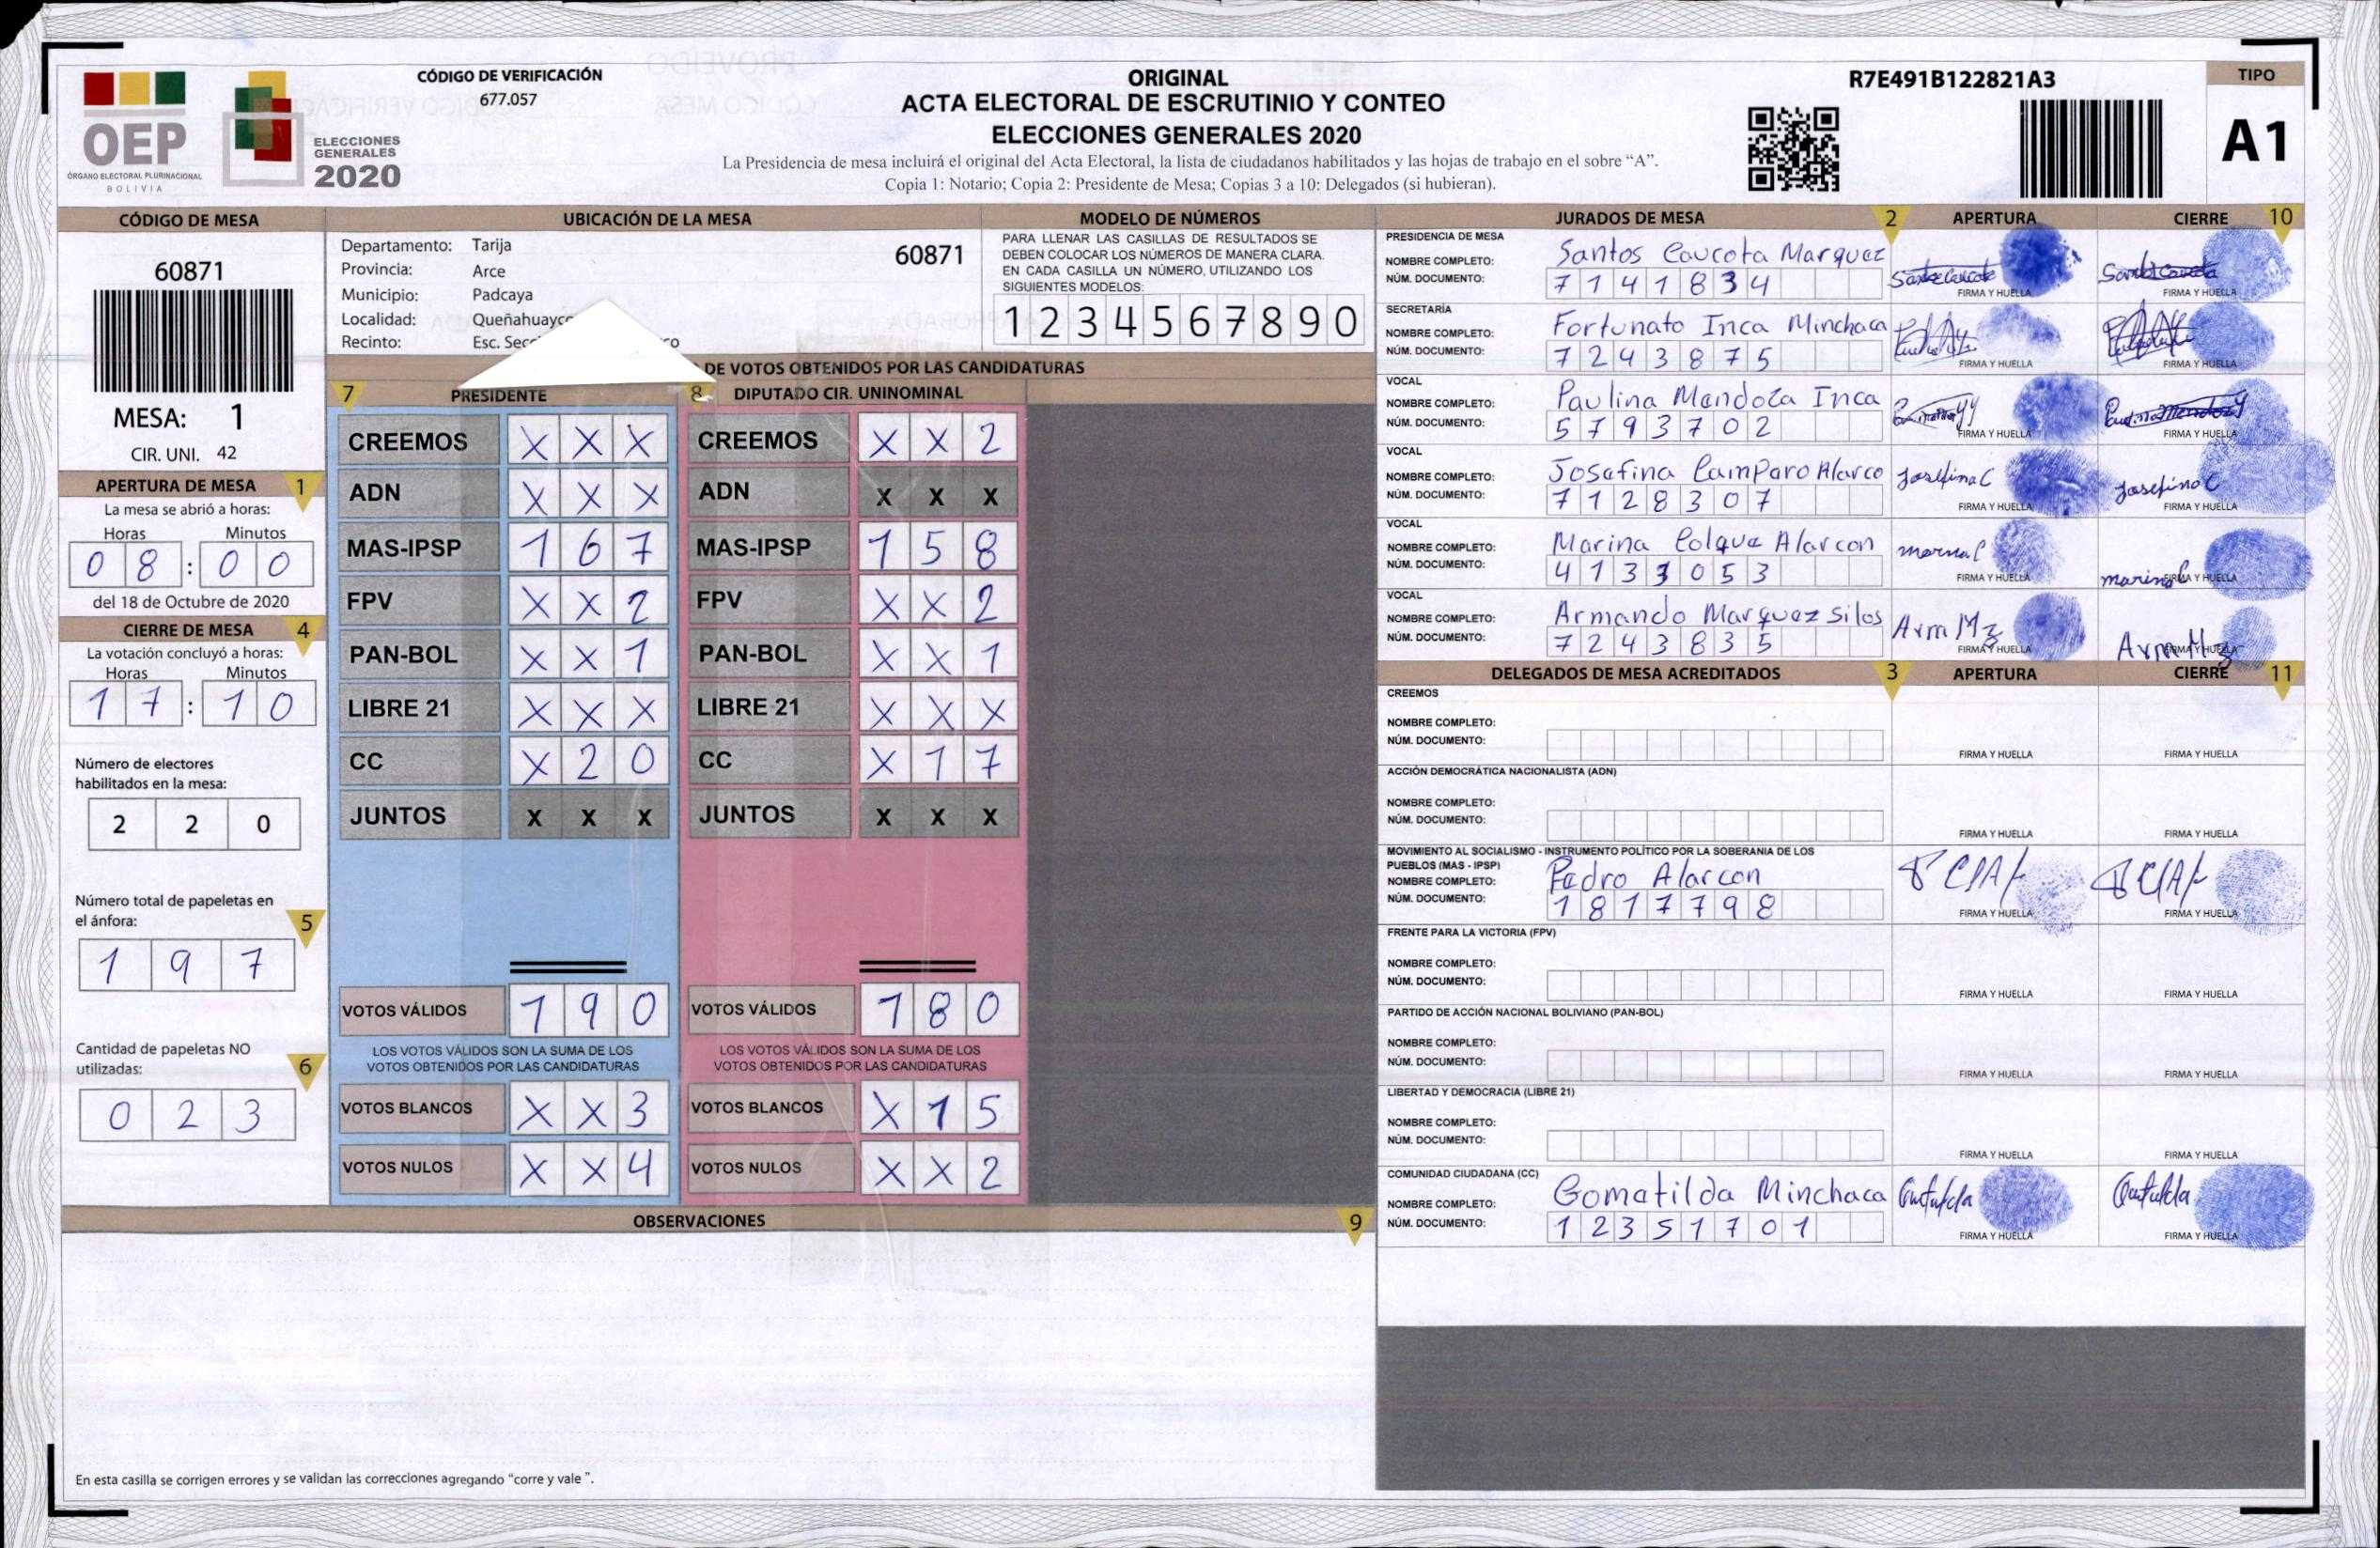 CÓDIGO DE VERIFICACIÓN
677.057
OEP
ÓRGANO ELECTORAL PLURINACIONAL
BOLIVIA
ELECCIONES
GENERALES
2020
ORIGINAL
ACTA ELECTORAL DE ESCRUTINIO Y CONTEO
ELECCIONES GENERALES 2020
La Presidencia de mesa incluirá el original del Acta Electoral, la lista de ciudadanos habilitados y las hojas de trabajo en el sobre “A”.
Copia 1: Notario; Copia 2: Presidente de Mesa; Copias 3 a 10: Delegados (si hubieran).
R7E491B122821A3
TIPO
A1
CÓDIGO DE MESA
60871
MESA: 1
CIR. UNI. 42
APERTURA DE MESA 1
La mesa se abrió a horas:
Horas Minutos
0 8 : 0 0
del 18 de Octubre de 2020
CIERRE DE MESA 4
La votación concluyó a horas:
Horas Minutos
1 7 : 1 0
Número de electores
habilitados en la mesa:
2 2 0
Número total de papeletas en
el ánfora: 5
1 9 7
Cantidad de papeletas NO
utilizadas: 6
0 2 3
UBICACIÓN DE LA MESA
Departamento: Tarija
60871
Provincia: Arce
Municipio: Padcaya
Localidad:
Recinto: Esc.
MODELO DE NÚMEROS
PARA LLENAR LAS CASILLAS DE RESULTADOS SE
DEBEN COLOCAR LOS NÚMEROS DE MANERA CLARA.
EN CADA CASILLA UN NÚMERO, UTILIZANDO LOS
SIGUIENTES MODELOS:
1 2 3 4 5 6 7 8 9 0
DE VOTOS OBTENIDOS POR LAS CANDIDATURAS
7 PRESIDENTE
CREEMOS X X X
ADN X X X
MAS-IPSP 1 6 7
FPV X X 2
PAN-BOL X X 1
LIBRE 21 X X X
CC X 2 0
JUNTOS X X X
VOTOS VÁLIDOS 1 9 0
LOS VOTOS VÁLIDOS SON LA SUMA DE LOS
VOTOS OBTENIDOS POR LAS CANDIDATURAS
VOTOS BLANCOS X X 3
VOTOS NULOS X X 4
8 DIPUTADO CIR. UNINOMINAL
CREEMOS X X 2
ADN X X X
MAS-IPSP 1 5 8
FPV X X 2
PAN-BOL X X 1
LIBRE 21 X X X
CC X 1 7
JUNTOS X X X
VOTOS VÁLIDOS 1 8 0
LOS VOTOS VÁLIDOS SON LA SUMA DE LOS
VOTOS OBTENIDOS POR LAS CANDIDATURAS
VOTOS BLANCOS X 1 5
VOTOS NULOS X X 2
OBSERVACIONES 9
En esta casilla se corrigen errores y se validan las correcciones agregando “corre y vale ”.
JURADOS DE MESA 2 APERTURA CIERRE 10
PRESIDENCIA DE MESA
NOMBRE COMPLETO: Santos Caucota Marquez
NÚM. DOCUMENTO: 7 1 4 1 8 3 4
FIRMA Y HUELLA FIRMA Y HUELLA
SECRETARÍA
NOMBRE COMPLETO: Fortunato Inca Minchaca
NÚM. DOCUMENTO: 7 2 4 3 8 7 5
FIRMA Y HUELLA FIRMA Y HUELLA
VOCAL
NOMBRE COMPLETO: Paulina Mendoza Inca
NÚM. DOCUMENTO: 5 7 9 3 7 0 2
FIRMA Y HUELLA FIRMA Y HUELLA
VOCAL
NOMBRE COMPLETO: Josefina Camparo Alarco
Josefina C Josefina C
NÚM. DOCUMENTO: 7 1 2 8 3 0 7
FIRMA Y HUELLA FIRMA Y HUELLA
VOCAL
NOMBRE COMPLETO: Marina Colque Alarcon
NÚM. DOCUMENTO: 4 1 3 3 0 5 3
FIRMA Y HUELLA FIRMA Y HUELLA
VOCAL
NOMBRE COMPLETO: Armando Marquez Silos
Arm Mz Arm Mz
NÚM. DOCUMENTO: 7 2 4 3 8 3 5
FIRMA Y HUELLA FIRMA Y HUELLA
DELEGADOS DE MESA ACREDITADOS 3 APERTURA CIERRE 11
CREEMOS
NOMBRE COMPLETO:
NÚM. DOCUMENTO:
FIRMA Y HUELLA FIRMA Y HUELLA
ACCIÓN DEMOCRÁTICA NACIONALISTA (ADN)
NOMBRE COMPLETO:
NÚM. DOCUMENTO:
FIRMA Y HUELLA FIRMA Y HUELLA
MOVIMIENTO AL SOCIALISMO - INSTRUMENTO POLÍTICO POR LA SOBERANIA DE LOS
PUEBLOS (MAS - IPSP)
NOMBRE COMPLETO: Pedro Alarcon
NÚM. DOCUMENTO: 1 8 1 7 7 9 8
FIRMA Y HUELLA FIRMA Y HUELLA
FRENTE PARA LA VICTORIA (FPV)
NOMBRE COMPLETO:
NÚM. DOCUMENTO:
FIRMA Y HUELLA FIRMA Y HUELLA
PARTIDO DE ACCIÓN NACIONAL BOLIVIANO (PAN-BOL)
NOMBRE COMPLETO:
NÚM. DOCUMENTO:
FIRMA Y HUELLA FIRMA Y HUELLA
LIBERTAD Y DEMOCRACIA (LIBRE 21)
NOMBRE COMPLETO:
NÚM. DOCUMENTO:
FIRMA Y HUELLA FIRMA Y HUELLA
COMUNIDAD CIUDADANA (CC)
NOMBRE COMPLETO: Gomatilda Minchaca
NÚM. DOCUMENTO: 1 2 3 5 1 7 0 1
FIRMA Y HUELLA FIRMA Y HUELLA